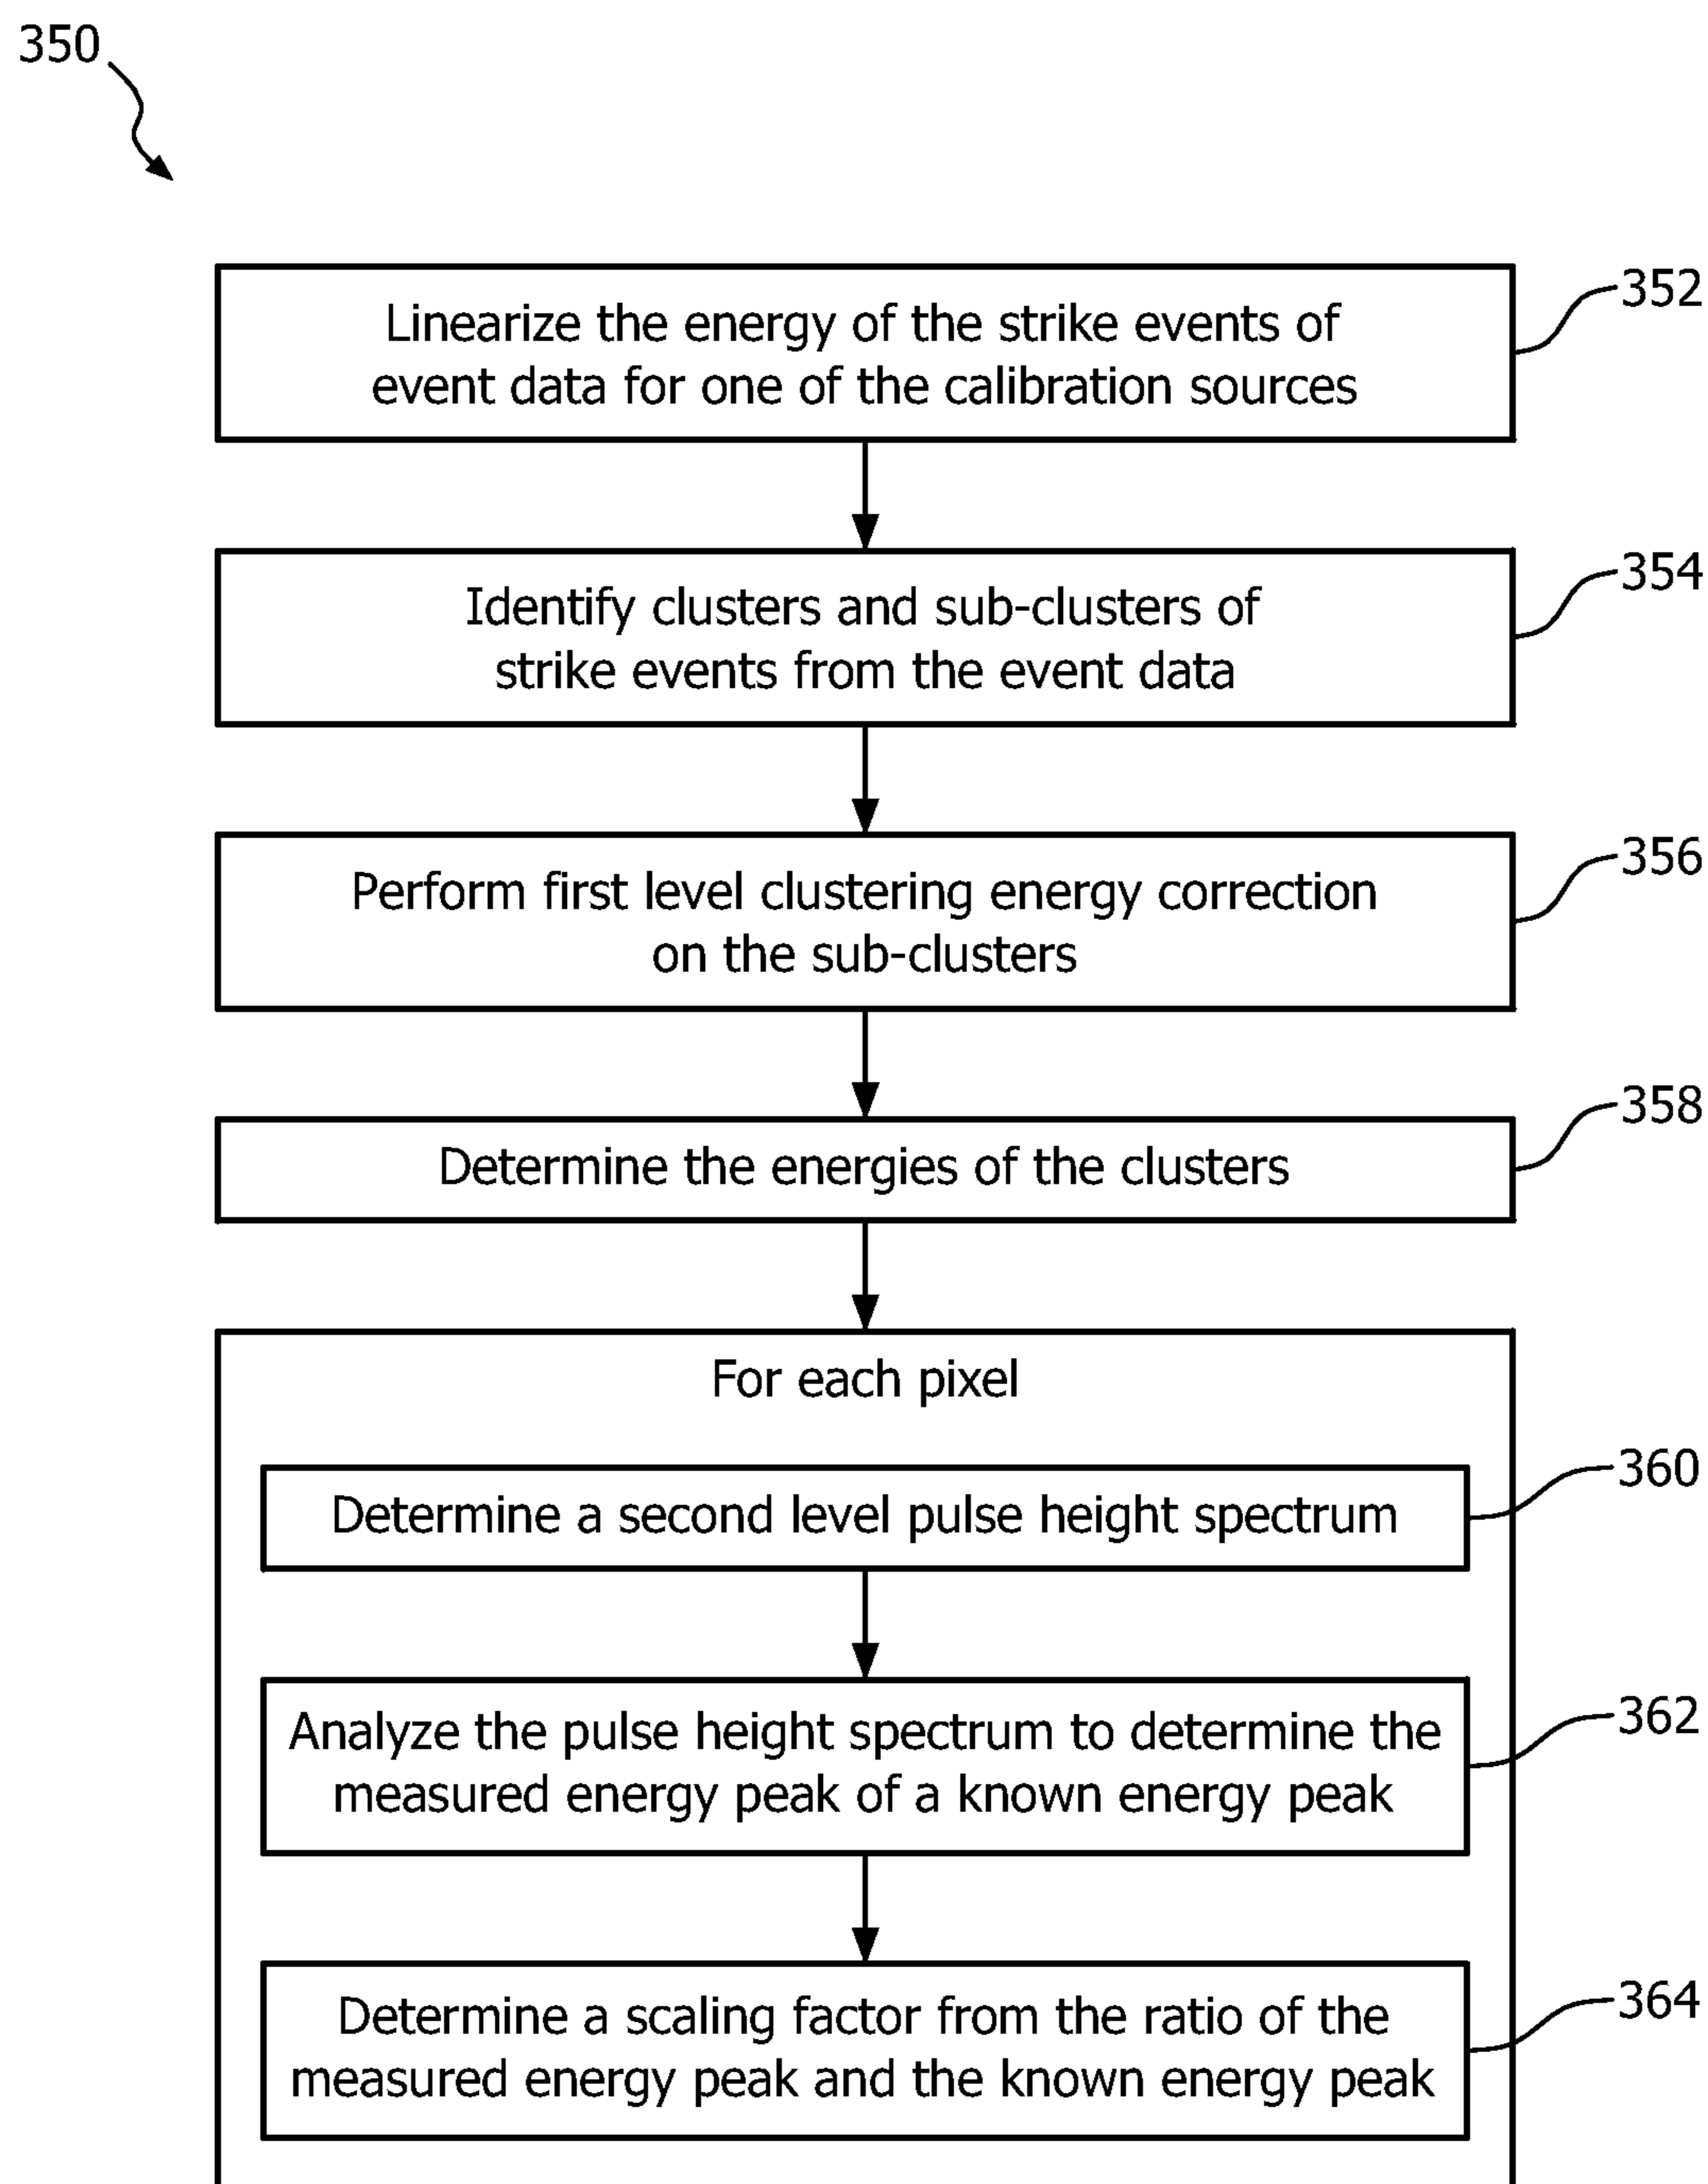 350
Linearize the energy of the strike events of
event data for one of the calibration sources
352
Identify clusters and sub-clusters of
strike events from the event data
354
Perform first level clustering energy correction
on the sub-clusters
356
Determine the energies of the clusters
358
For each pixel
Determine a second level pulse height spectrum
360
Analyze the pulse height spectrum to determine the
measured energy peak of a known energy peak
362
Determine a scaling factor from the ratio of the
measured energy peak and the known energy peak
364